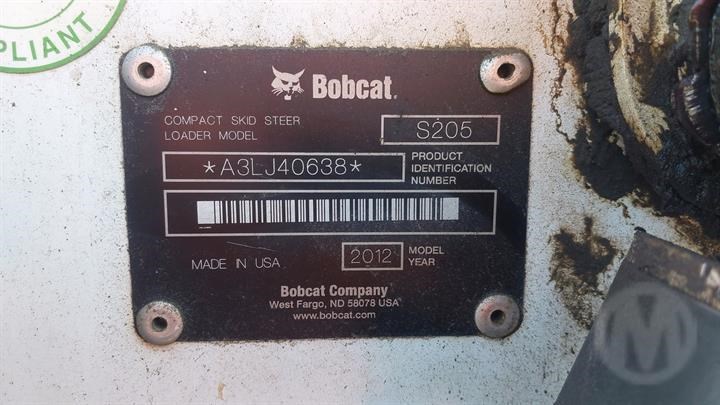 PLIANT
Bobcat.
COMPACT SKID STEER
LOADER MODEL
S205
*A3LJ40638*
PRODUCT
IDENTIFICATION
NUMBER
MADE IN USA
2012
MODEL
YEAR
Bobcat Company
West Fargo, ND 58078 USA
www.bobcat.com
M